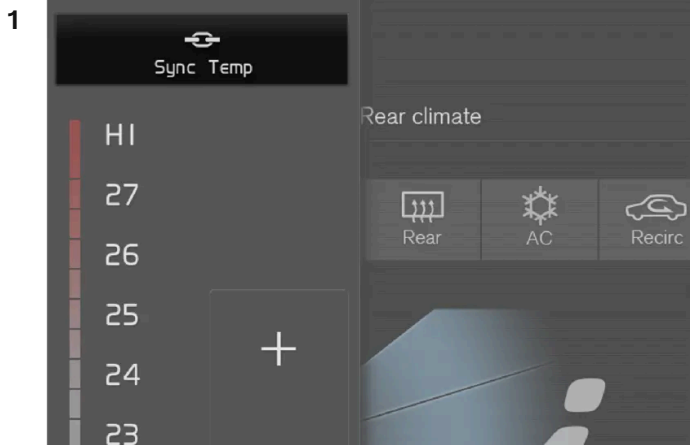 1
Sync Temp
Rear climate
HI
27
Rear
AC
Recirc
26
25
+
24
23